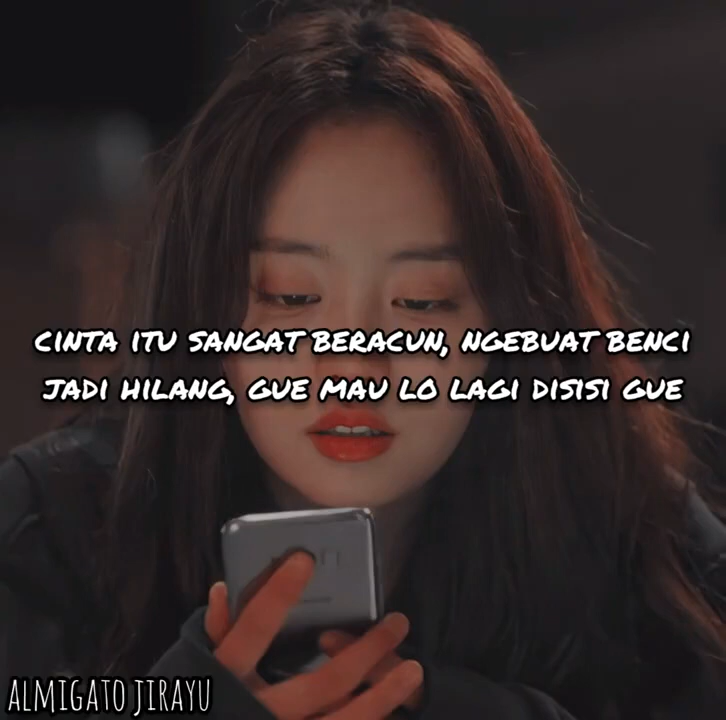 CINTA ITU SANGAT BERACUN, NGEBUAT BENCI
JADI HILANG, GUE MAU LO LAGI DISISI GUE
ALMIGATO JIRAYU